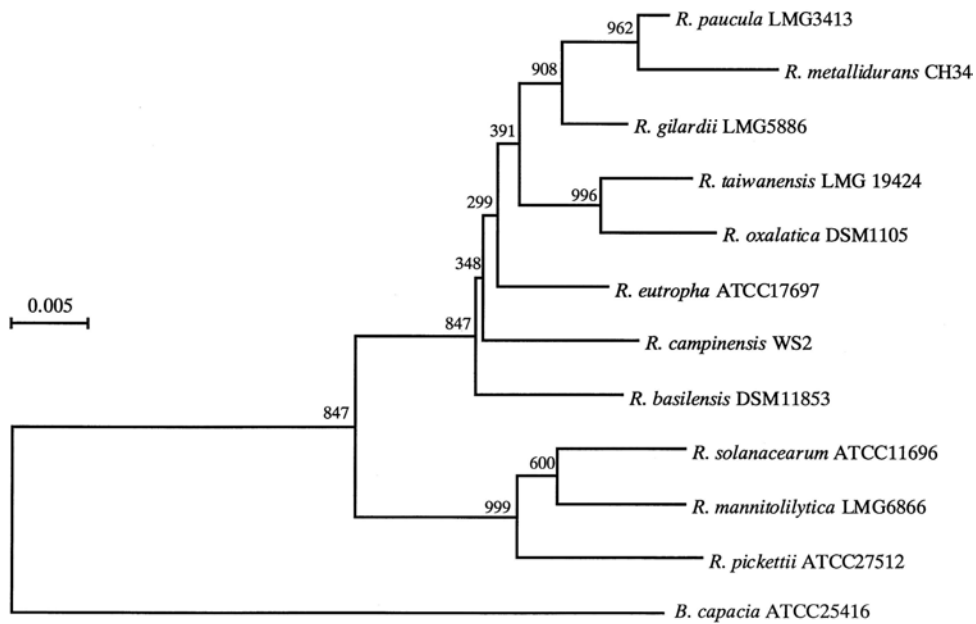 962
R. paucula LMG3413
908
R. metallidurans CH34
391
R. gilardii LMG5886
299
996
R. taiwanensis LMG 19424
R. oxalatica DSM1105
348
R. eutropha ATCC17697
0.005
847
R. campinensis WS2
R. basilensis DSM11853
847
600
R. solanacearum ATCC11696
999
R. mannitolilytica LMG6866
R. pickettii ATCC27512
B. capacia ATCC25416